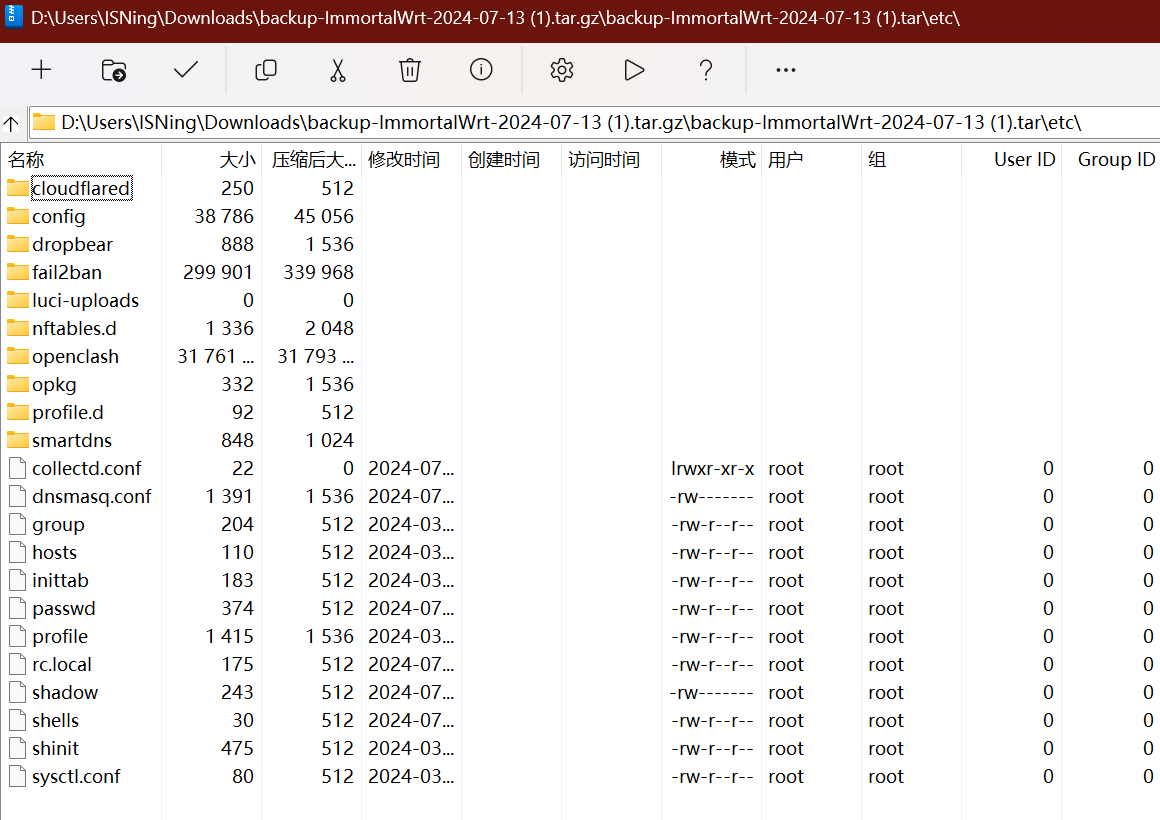 D:\Users\ISNing\Downloads\backup-ImmortalWrt-2024-07-13 (1).tar.gz\backup-ImmortalWrt-2024-07-13 (1).tar\etc\
D:\Users\ISNing\Downloads\backup-ImmortalWrt-2024-07-13 (1).tar.gz\backup-ImmortalWrt-2024-07-13 (1).tar\etc\
名称 大小 压缩后大... 修改时间 创建时间 访问时间 模式 用户 组 User ID Group ID
cloudflared 250 512
config 38 786 45 056
dropbear 888 1 536
fail2ban 299 901 339 968
luci-uploads 0 0
nftables.d 1 336 2 048
openclash 31 761 ... 31 793 ...
opkg 332 1 536
profile.d 92 512
smartdns 848 1 024
collectd.conf 22 0 2024-07... lrwxr-xr-x root root 0 0
dnsmasq.conf 1 391 1 536 2024-07... -rw------- root root 0 0
group 204 512 2024-03... -rw-r--r-- root root 0 0
hosts 110 512 2024-03... -rw-r--r-- root root 0 0
inittab 183 512 2024-03... -rw-r--r-- root root 0 0
passwd 374 512 2024-07... -rw-r--r-- root root 0 0
profile 1 415 1 536 2024-03... -rw-r--r-- root root 0 0
rc.local 175 512 2024-07... -rw-r--r-- root root 0 0
shadow 243 512 2024-07... -rw------- root root 0 0
shells 30 512 2024-07... -rw-r--r-- root root 0 0
shinit 475 512 2024-03... -rw-r--r-- root root 0 0
sysctl.conf 80 512 2024-03... -rw-r--r-- root root 0 0